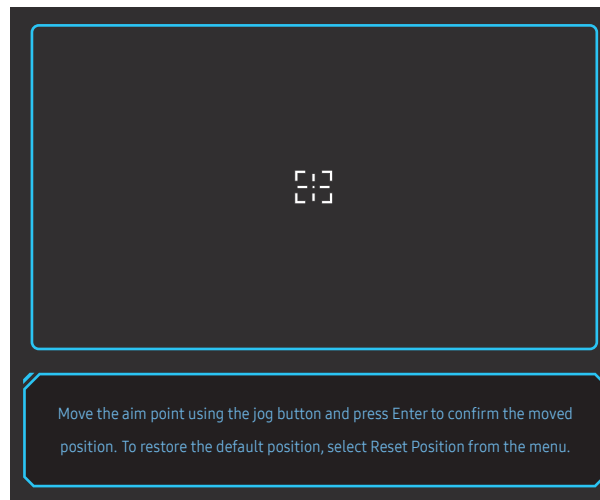 Move the aim point using the jog button and press Enter to confirm the moved
position. To restore the default position, select Reset Position from the menu.